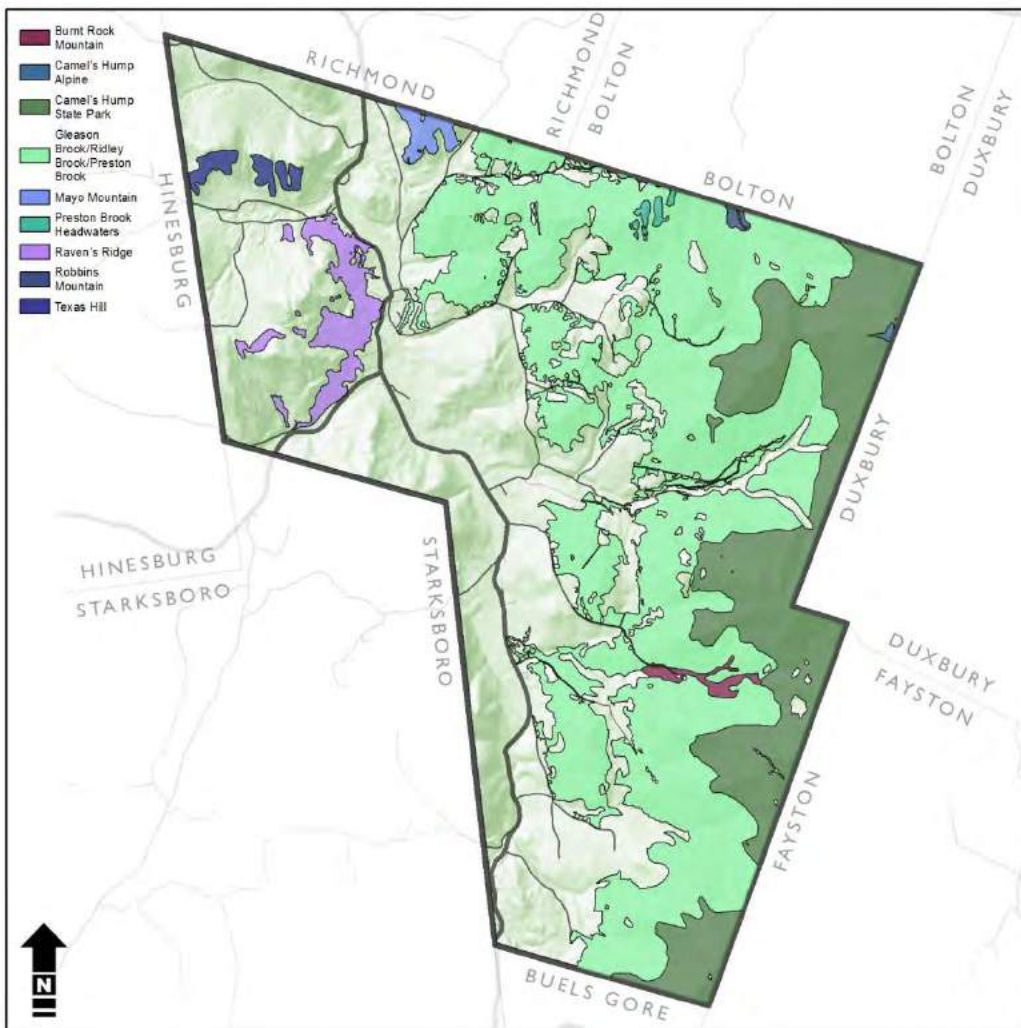 Burnt Rock
Mountain
Camel's Hump
Alpine
Camel's Hump
State Park
Gleason
Brook/Ridley
Brook/Preston
Brook
Mayo Mountain
Preston Brook
Headwaters
Raven's Ridge
Robbins
Mountain
Texas Hill
RICHMOND
RICHMOND
BOLTON
BOLTON
DUXBURY
BOLTON
HINESBURG
DUXBURY
HINESBURG
STARKSBORO
STARKSBORO
DUXBURY
FAYSTON
FAYSTON
BUELS GORE
N